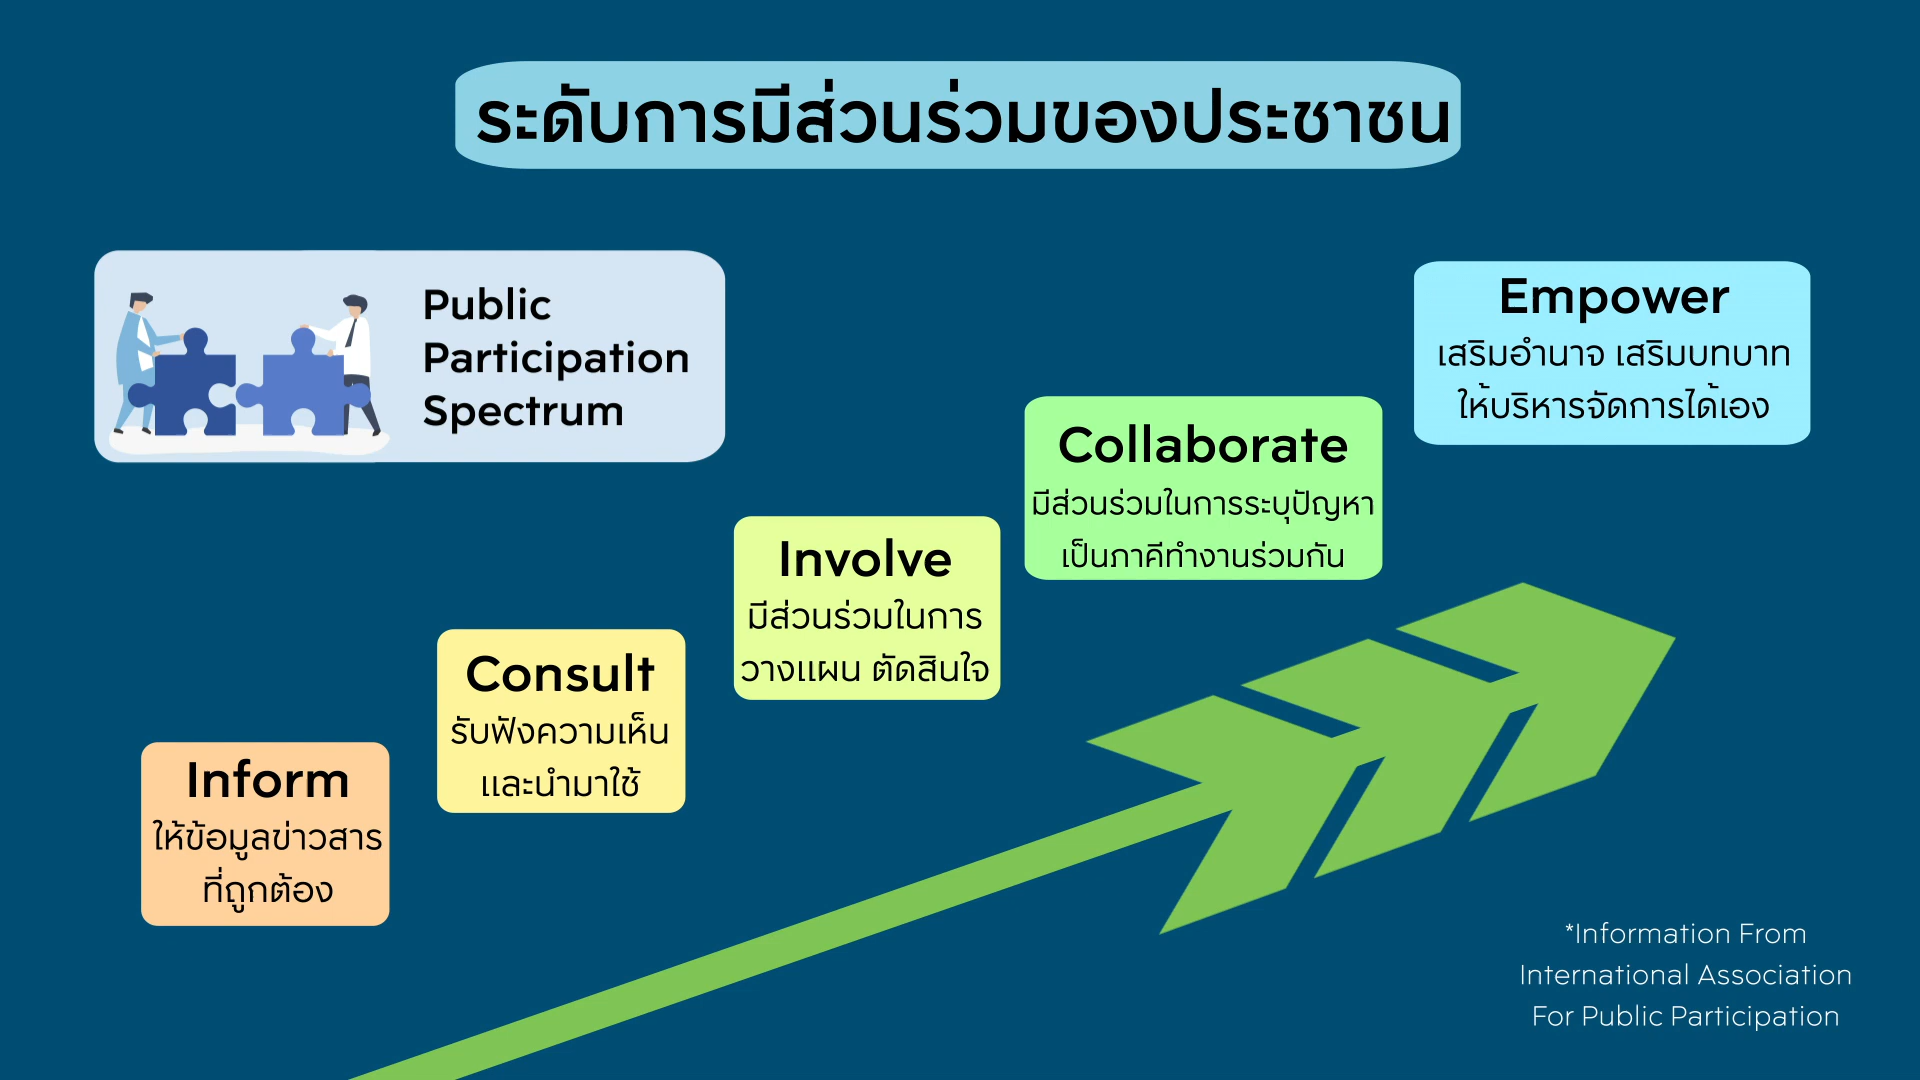 ระดับการมีส่วนร่วมของประชาชน
Public
Participation
Spectrum
Inform
ให้ข้อมูลข่าวสาร
ที่ถูกต้อง
Consult
รับฟังความเห็น
และนำมาใช้
Involve
มีส่วนร่วมในการ
วางแผน ตัดสินใจ
Collaborate
มีส่วนร่วมในการระบุปัญหา
เป็นภาคีทำงานร่วมกัน
Empower
เสริมอำนาจ เสริมบทบาท
ให้บริหารจัดการได้เอง
*Information From
International Association
For Public Participation